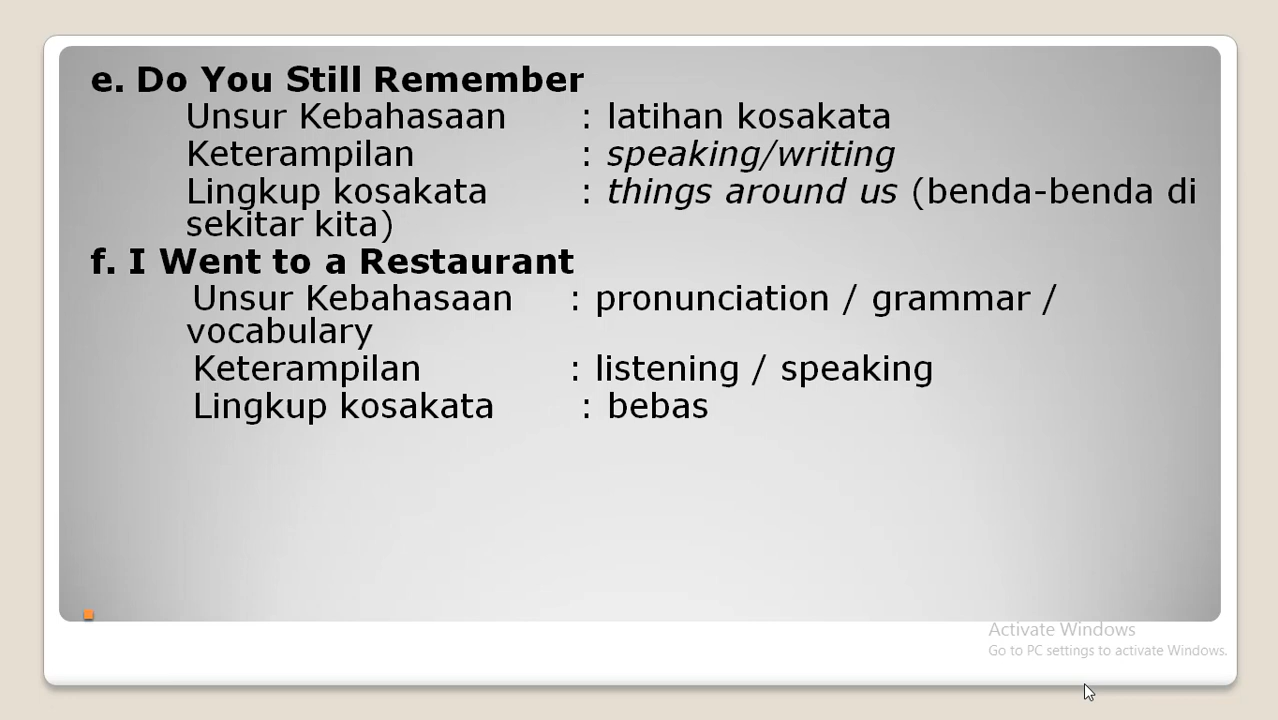 e. Do You Still Remember
Unsur Kebahasaan : latihan kosakata
Keterampilan : speaking/writing
Lingkup kosakata : things around us (benda-benda di
sekitar kita)
f. I Went to a Restaurant
Unsur Kebahasaan : pronunciation / grammar /
vocabulary
Keterampilan : listening / speaking
Lingkup kosakata : bebas
Activate Windows
Go to PC settings to activate Windows.